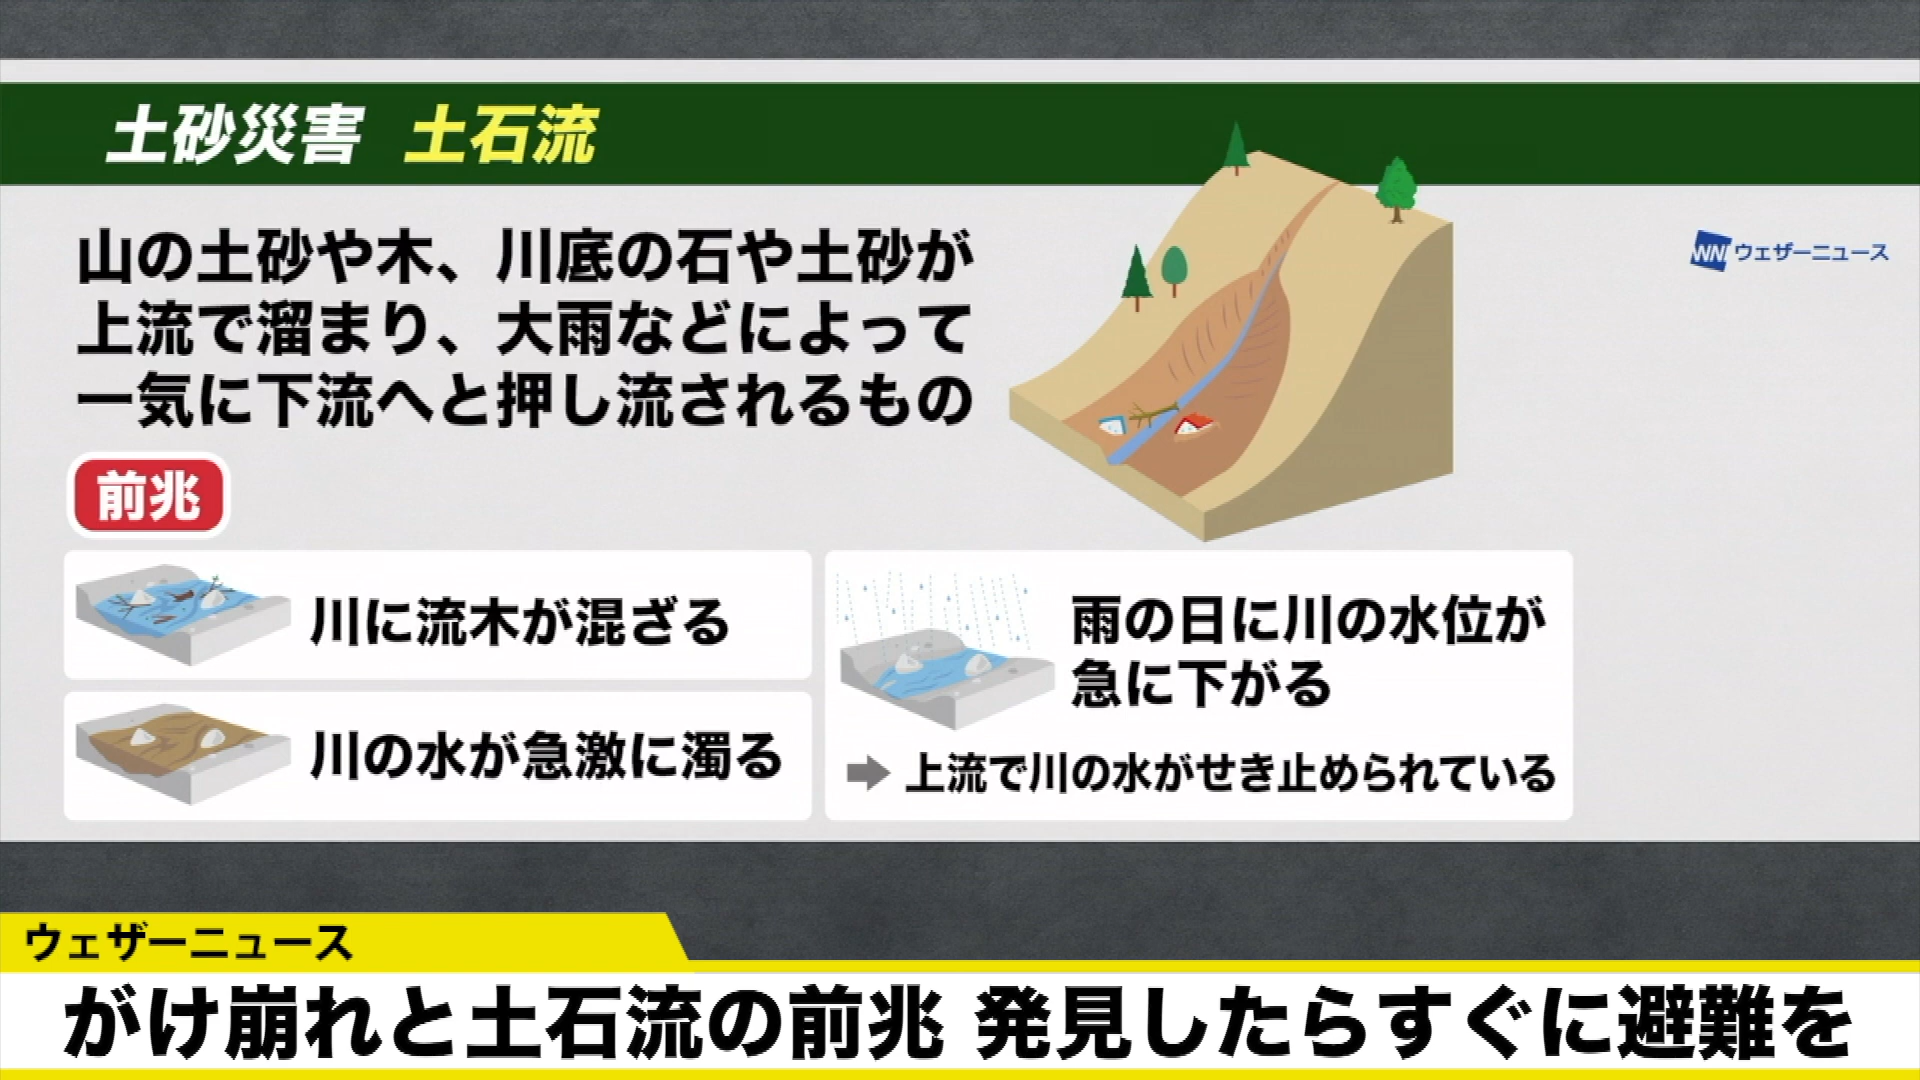 土砂災害 土石流
WNI ウェザーニュース
山の土砂や木、川底の石や土砂が
上流で溜まり、大雨などによって
一気に下流へと押し流されるもの
前兆
川に流木が混ざる
川の水が急激に濁る
雨の日に川の水位が
急に下がる
➡ 上流で川の水がせき止められている
ウェザーニュース
がけ崩れと土石流の前兆 発見したらすぐに避難を